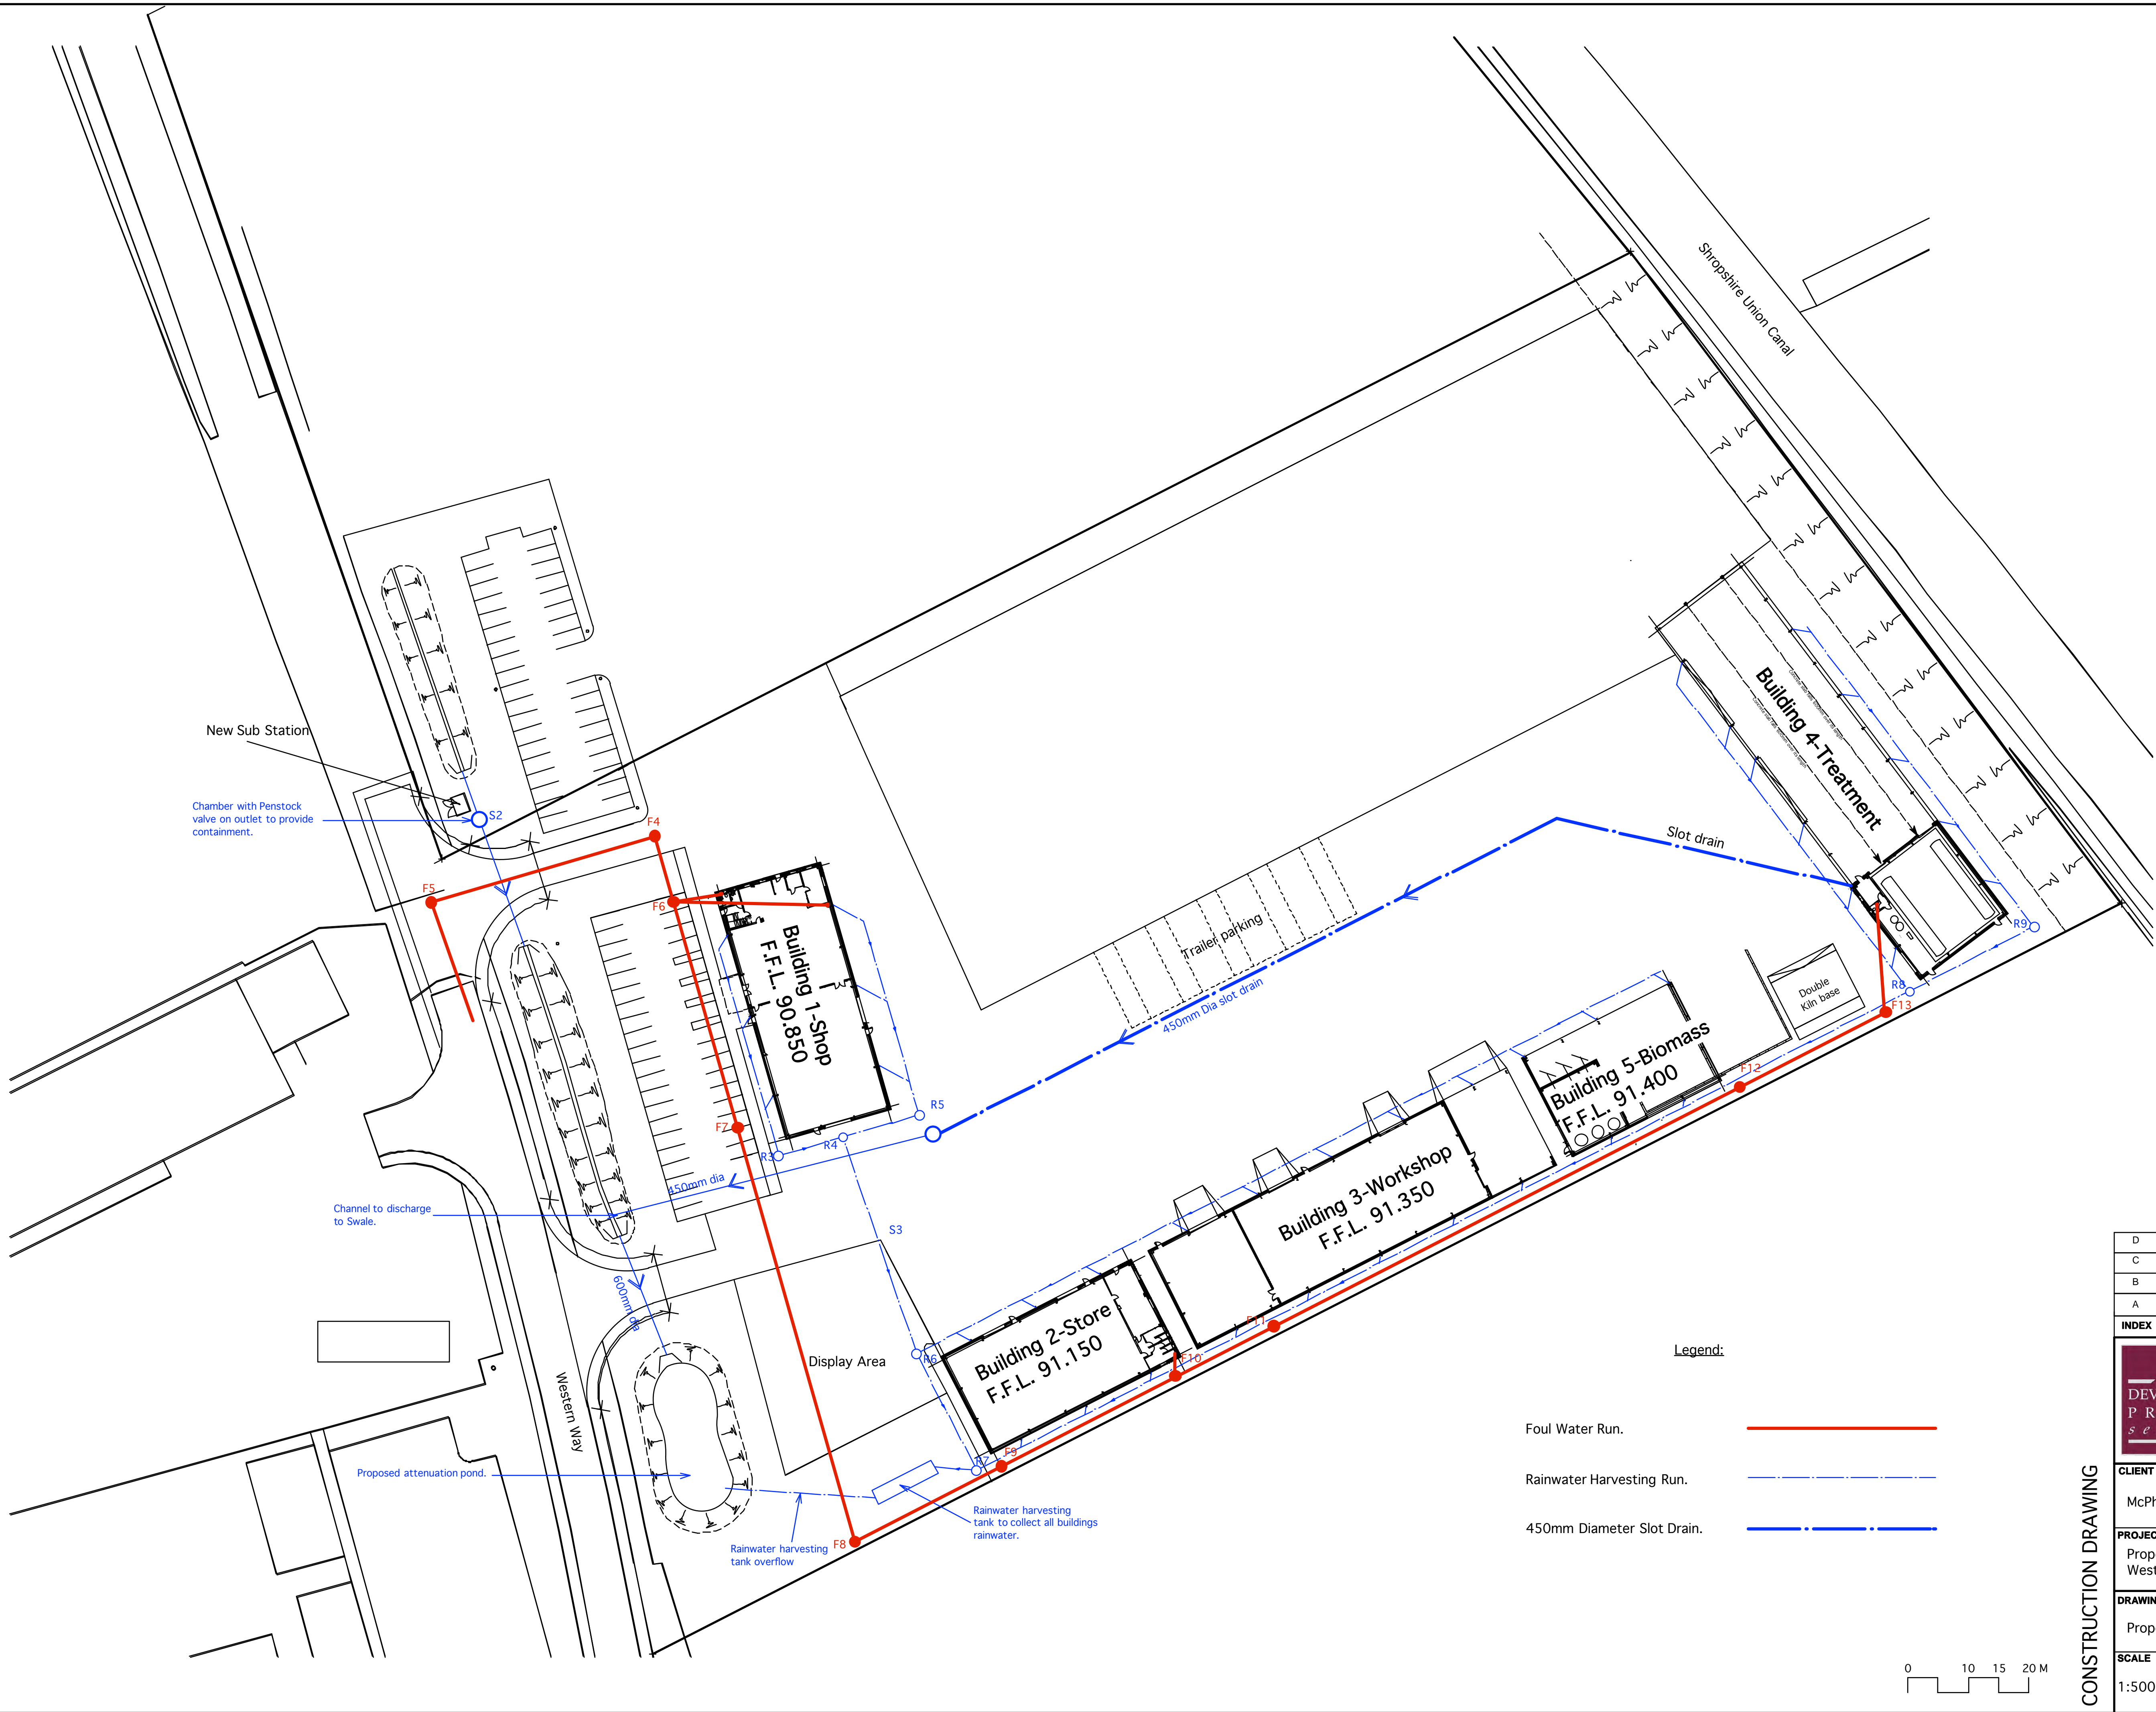 Shropshire Union Canal
New Sub Station
Chamber with Penstock
valve on outlet to provide
containment.
S2
F4
F5
F6
Building 1-Shop
F.F.L. 90.850
F7
R3
R4
R5
450mm dia
Channel to discharge
to Swale.
600mm dia
S3
Trailer parking
450mm Dia slot drain
Slot drain
Building 4-Treatment
R9
R8
F13
Double
Kiln base
F12
Building 5-Biomass
F.F.L. 91.400
Building 3-Workshop
F.F.L. 91.350
F11
F10
Building 2-Store
F.F.L. 91.150
R6
Display Area
Western Way
Proposed attenuation pond.
R7
F9
F8
Rainwater harvesting
tank to collect all buildings
rainwater.
Rainwater harvesting
tank overflow
Legend:
Foul Water Run.
Rainwater Harvesting Run.
450mm Diameter Slot Drain.
0 10 15 20 M
CONSTRUCTION DRAWING
D
C
B
A
INDEX
DEV
P R
s e
CLIENT
McPh
PROJEC
Prop
West
DRAWIN
Prop
SCALE
1:500